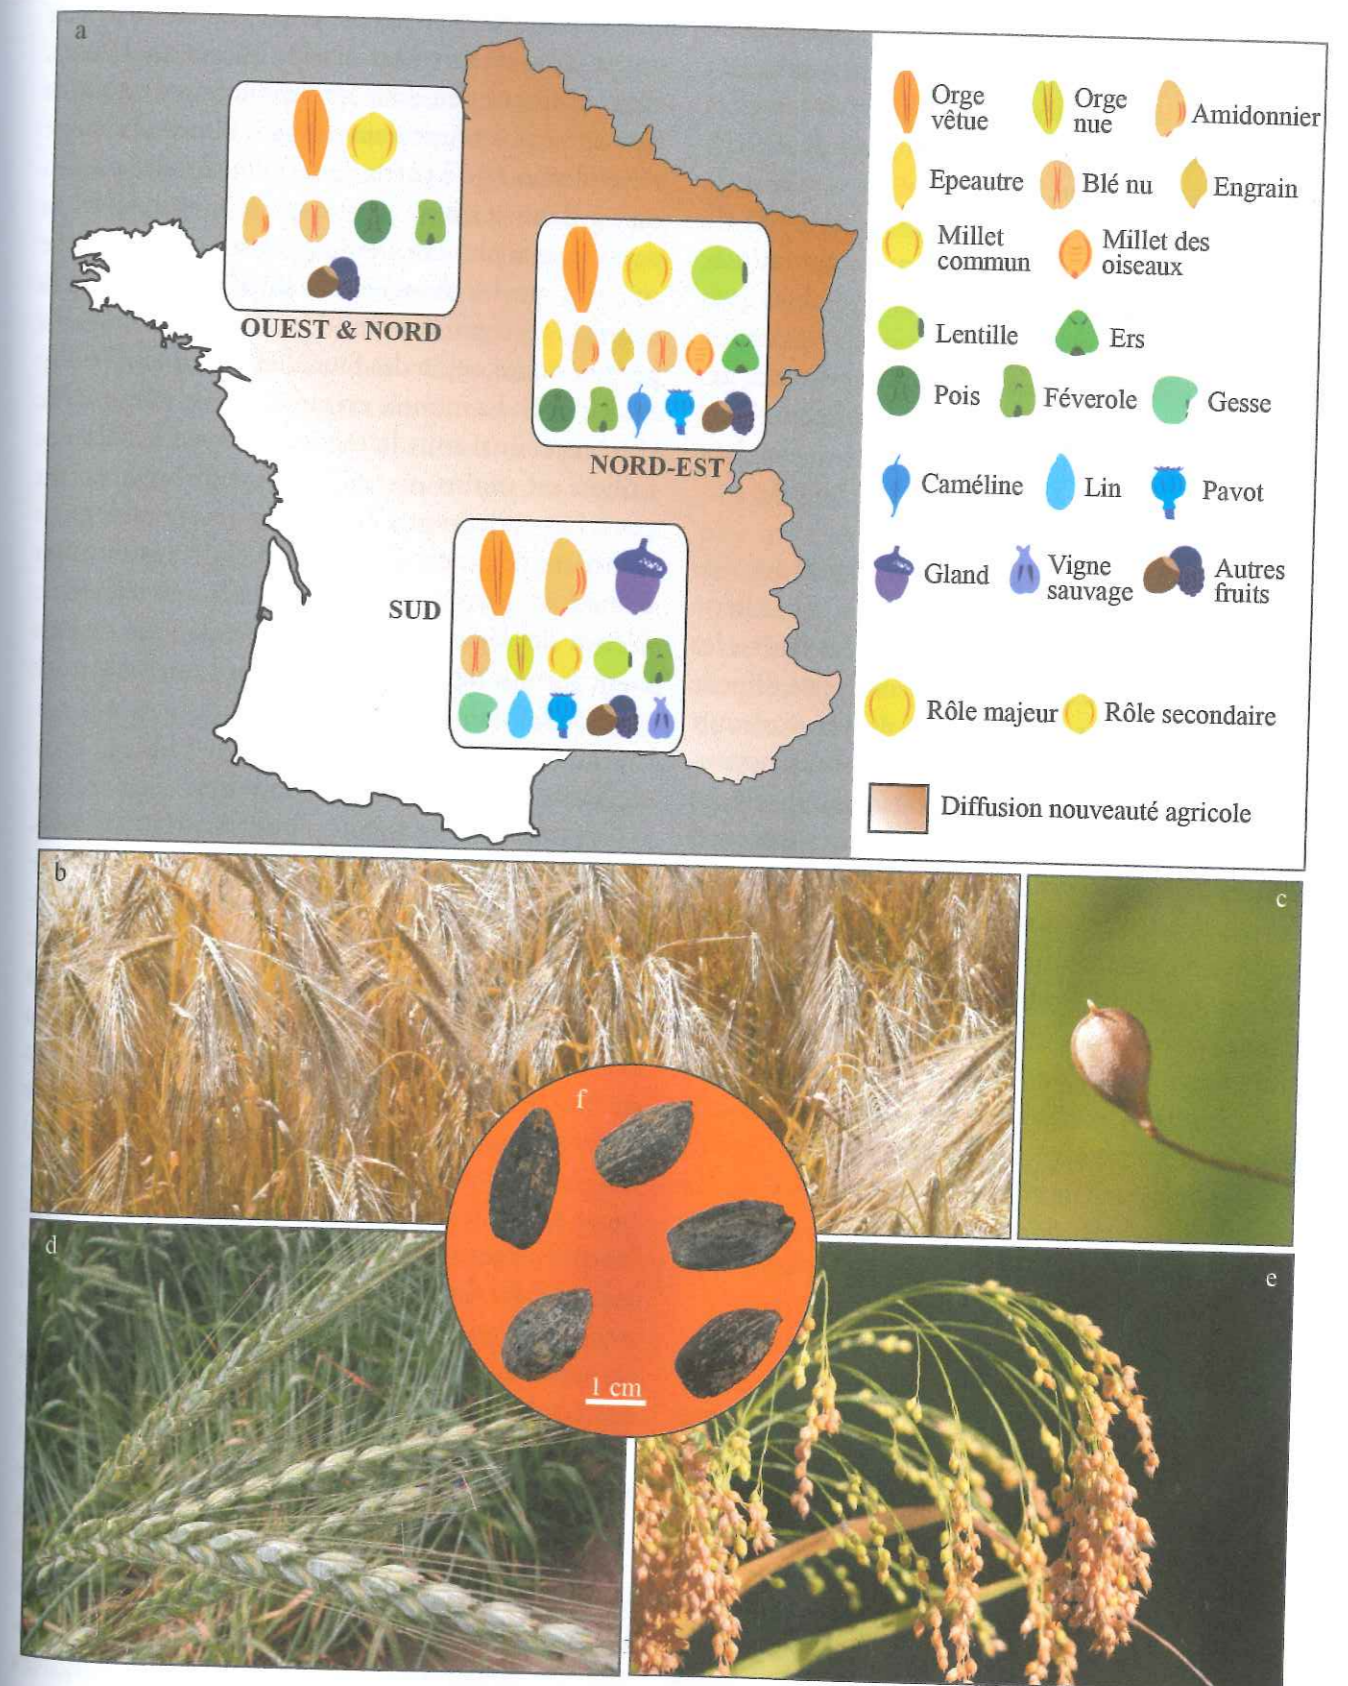 a
OUEST & NORD
NORD-EST
SUD
Orge
vêtue
Orge
nue
Amidonnier
Epeautre
Blé nu
Engrain
Millet
commun
Millet des
oiseaux
Lentille
Ers
Pois
Féverole
Gesse
Caméline
Lin
Pavot
Gland
Vigne
sauvage
Autres
fruits
Rôle majeur
Rôle secondaire
Diffusion nouveauté agricole
b
c
d
e
f
1 cm